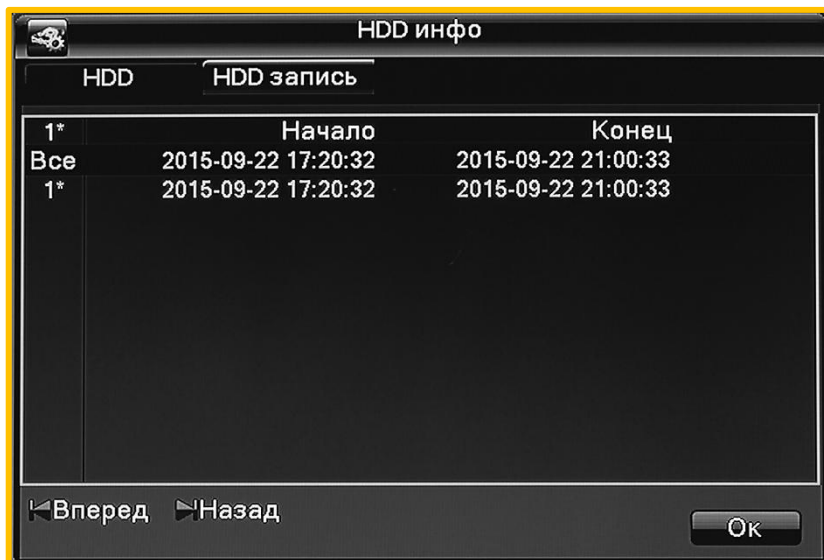 HDD инфо
HDD HDD запись
1* Начало Конец
Все 2015-09-22 17:20:32 2015-09-22 21:00:33
1* 2015-09-22 17:20:32 2015-09-22 21:00:33
Вперед Назад
Ок